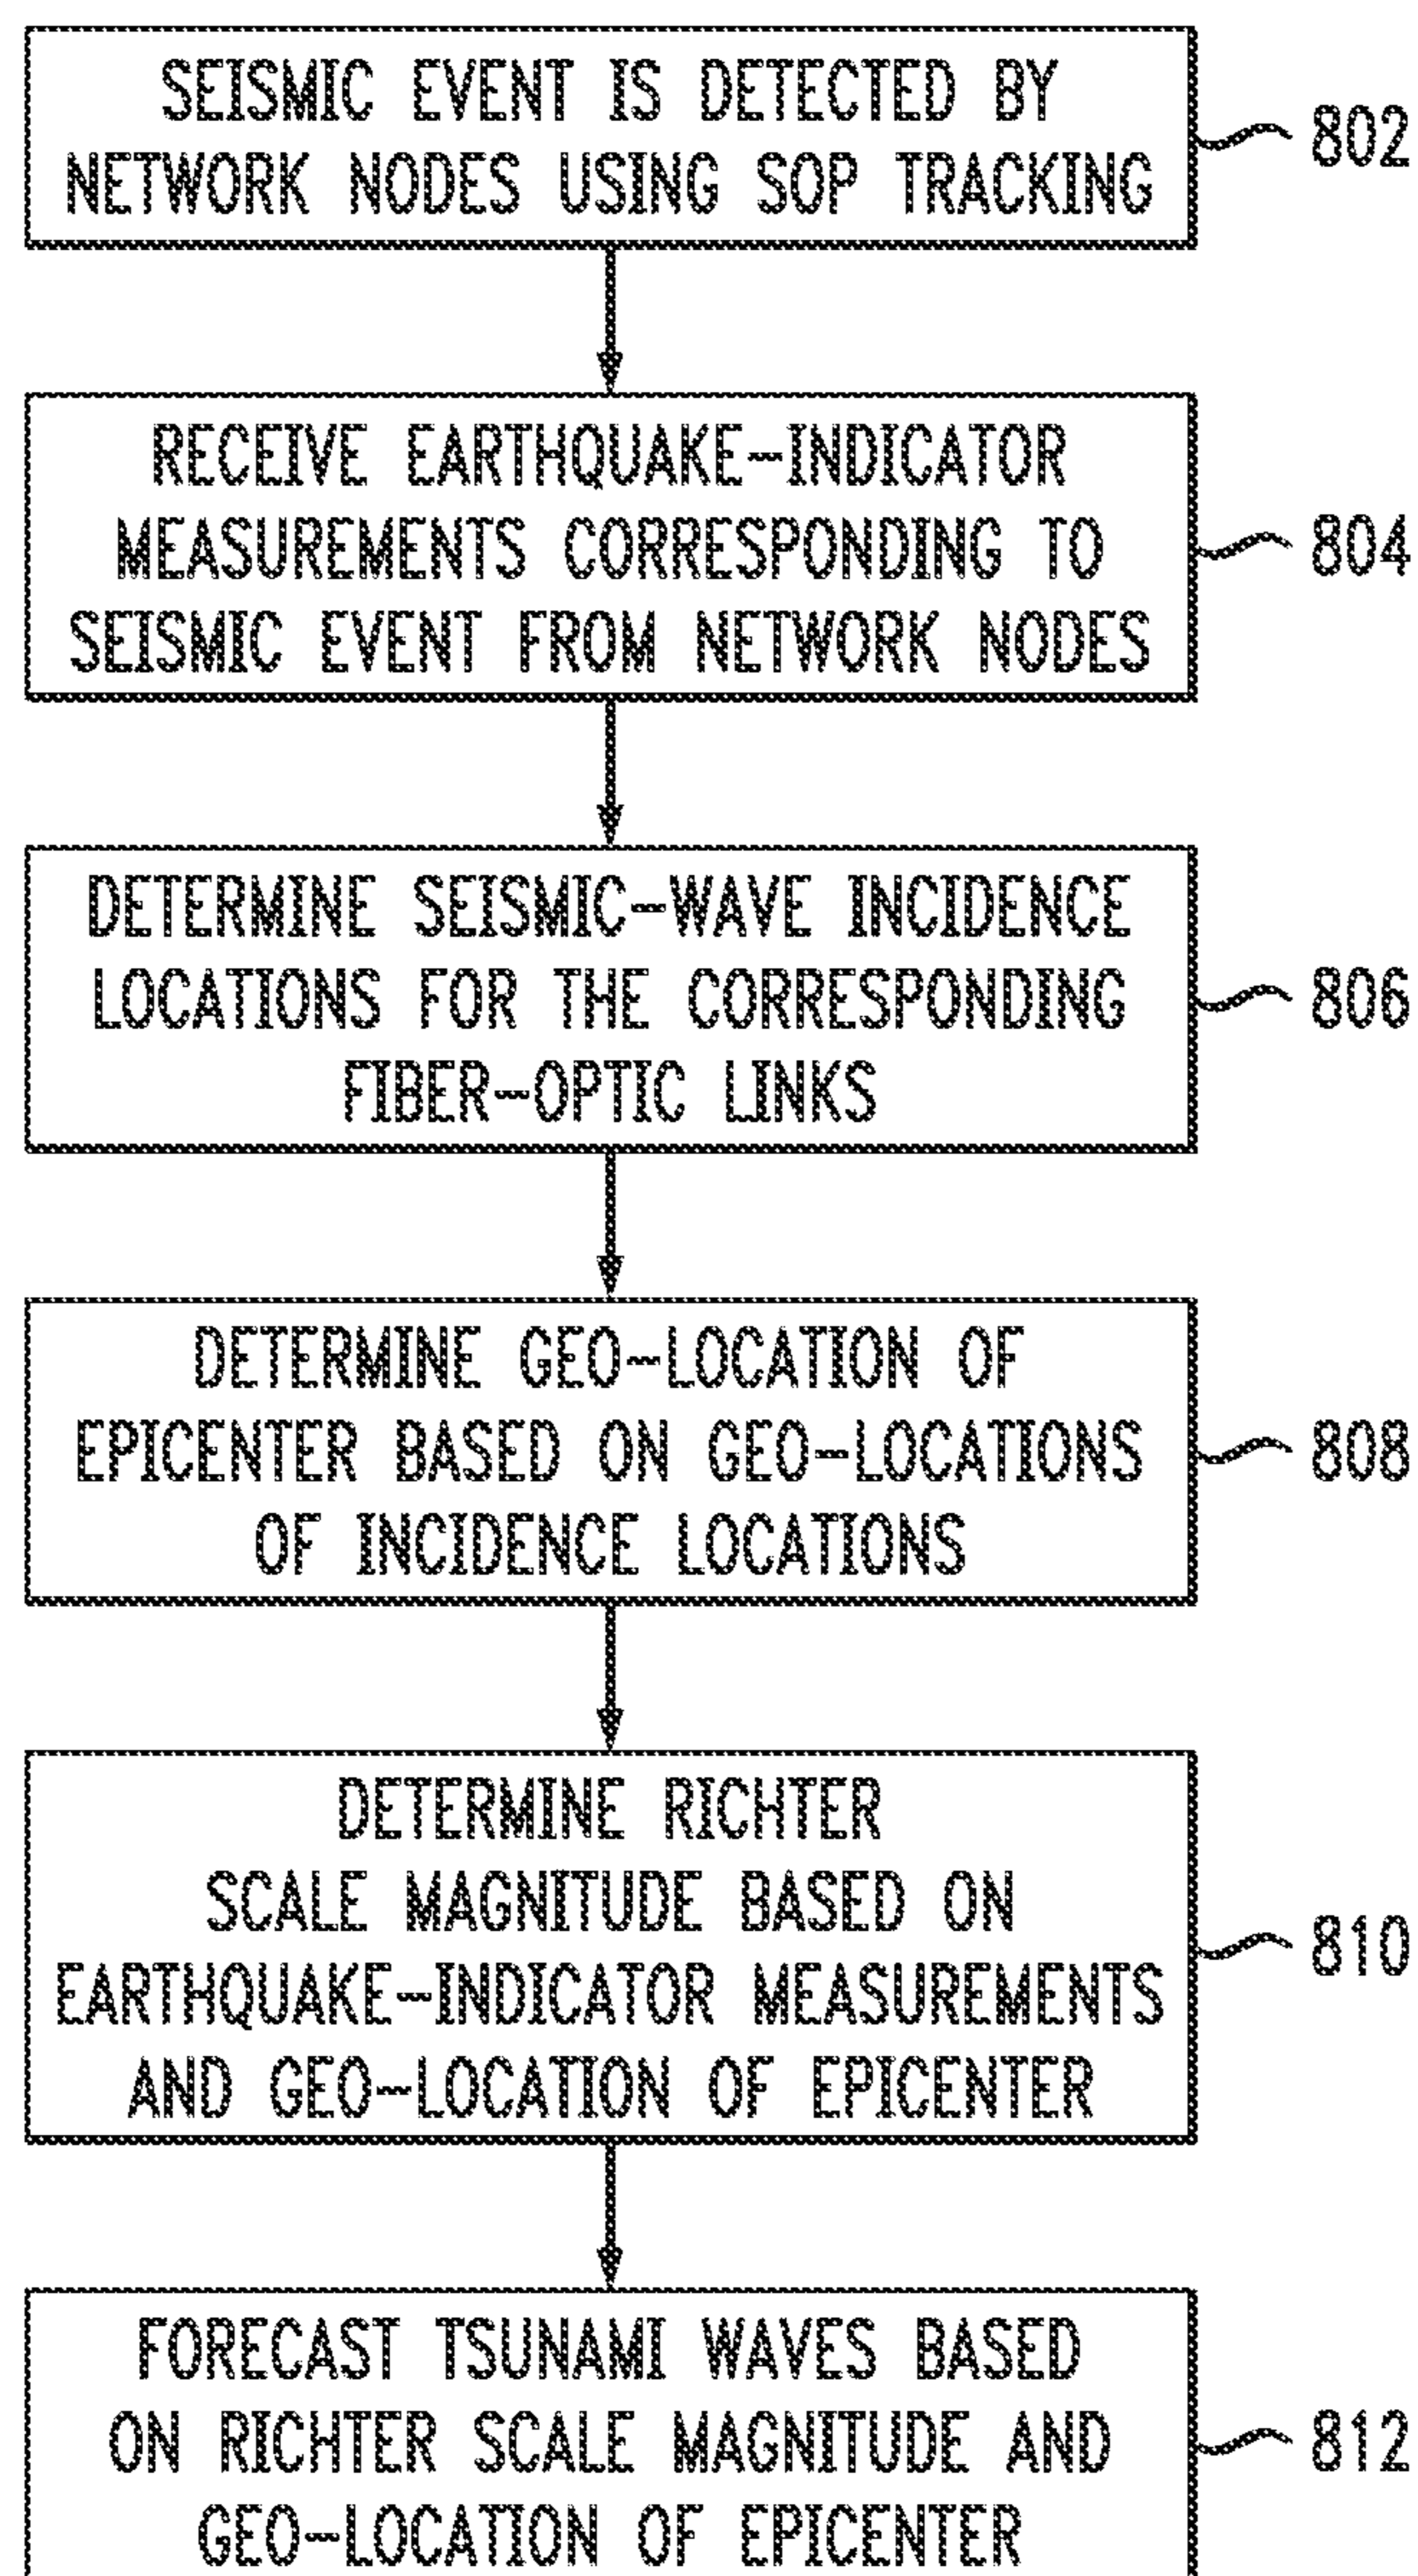 SEISMIC EVENT IS DETECTED BY
NETWORK NODES USING SOP TRACKING
802
RECEIVE EARTHQUAKE-INDICATOR
MEASUREMENTS CORRESPONDING TO
SEISMIC EVENT FROM NETWORK NODES
804
DETERMINE SEISMIC-WAVE INCIDENCE
LOCATIONS FOR THE CORRESPONDING
FIBER-OPTIC LINKS
806
DETERMINE GEO-LOCATION OF
EPICENTER BASED ON GEO-LOCATIONS
OF INCIDENCE LOCATIONS
808
DETERMINE RICHTER
SCALE MAGNITUDE BASED ON
EARTHQUAKE-INDICATOR MEASUREMENTS
AND GEO-LOCATION OF EPICENTER
810
FORECAST TSUNAMI WAVES BASED
ON RICHTER SCALE MAGNITUDE AND
GEO-LOCATION OF EPICENTER
812